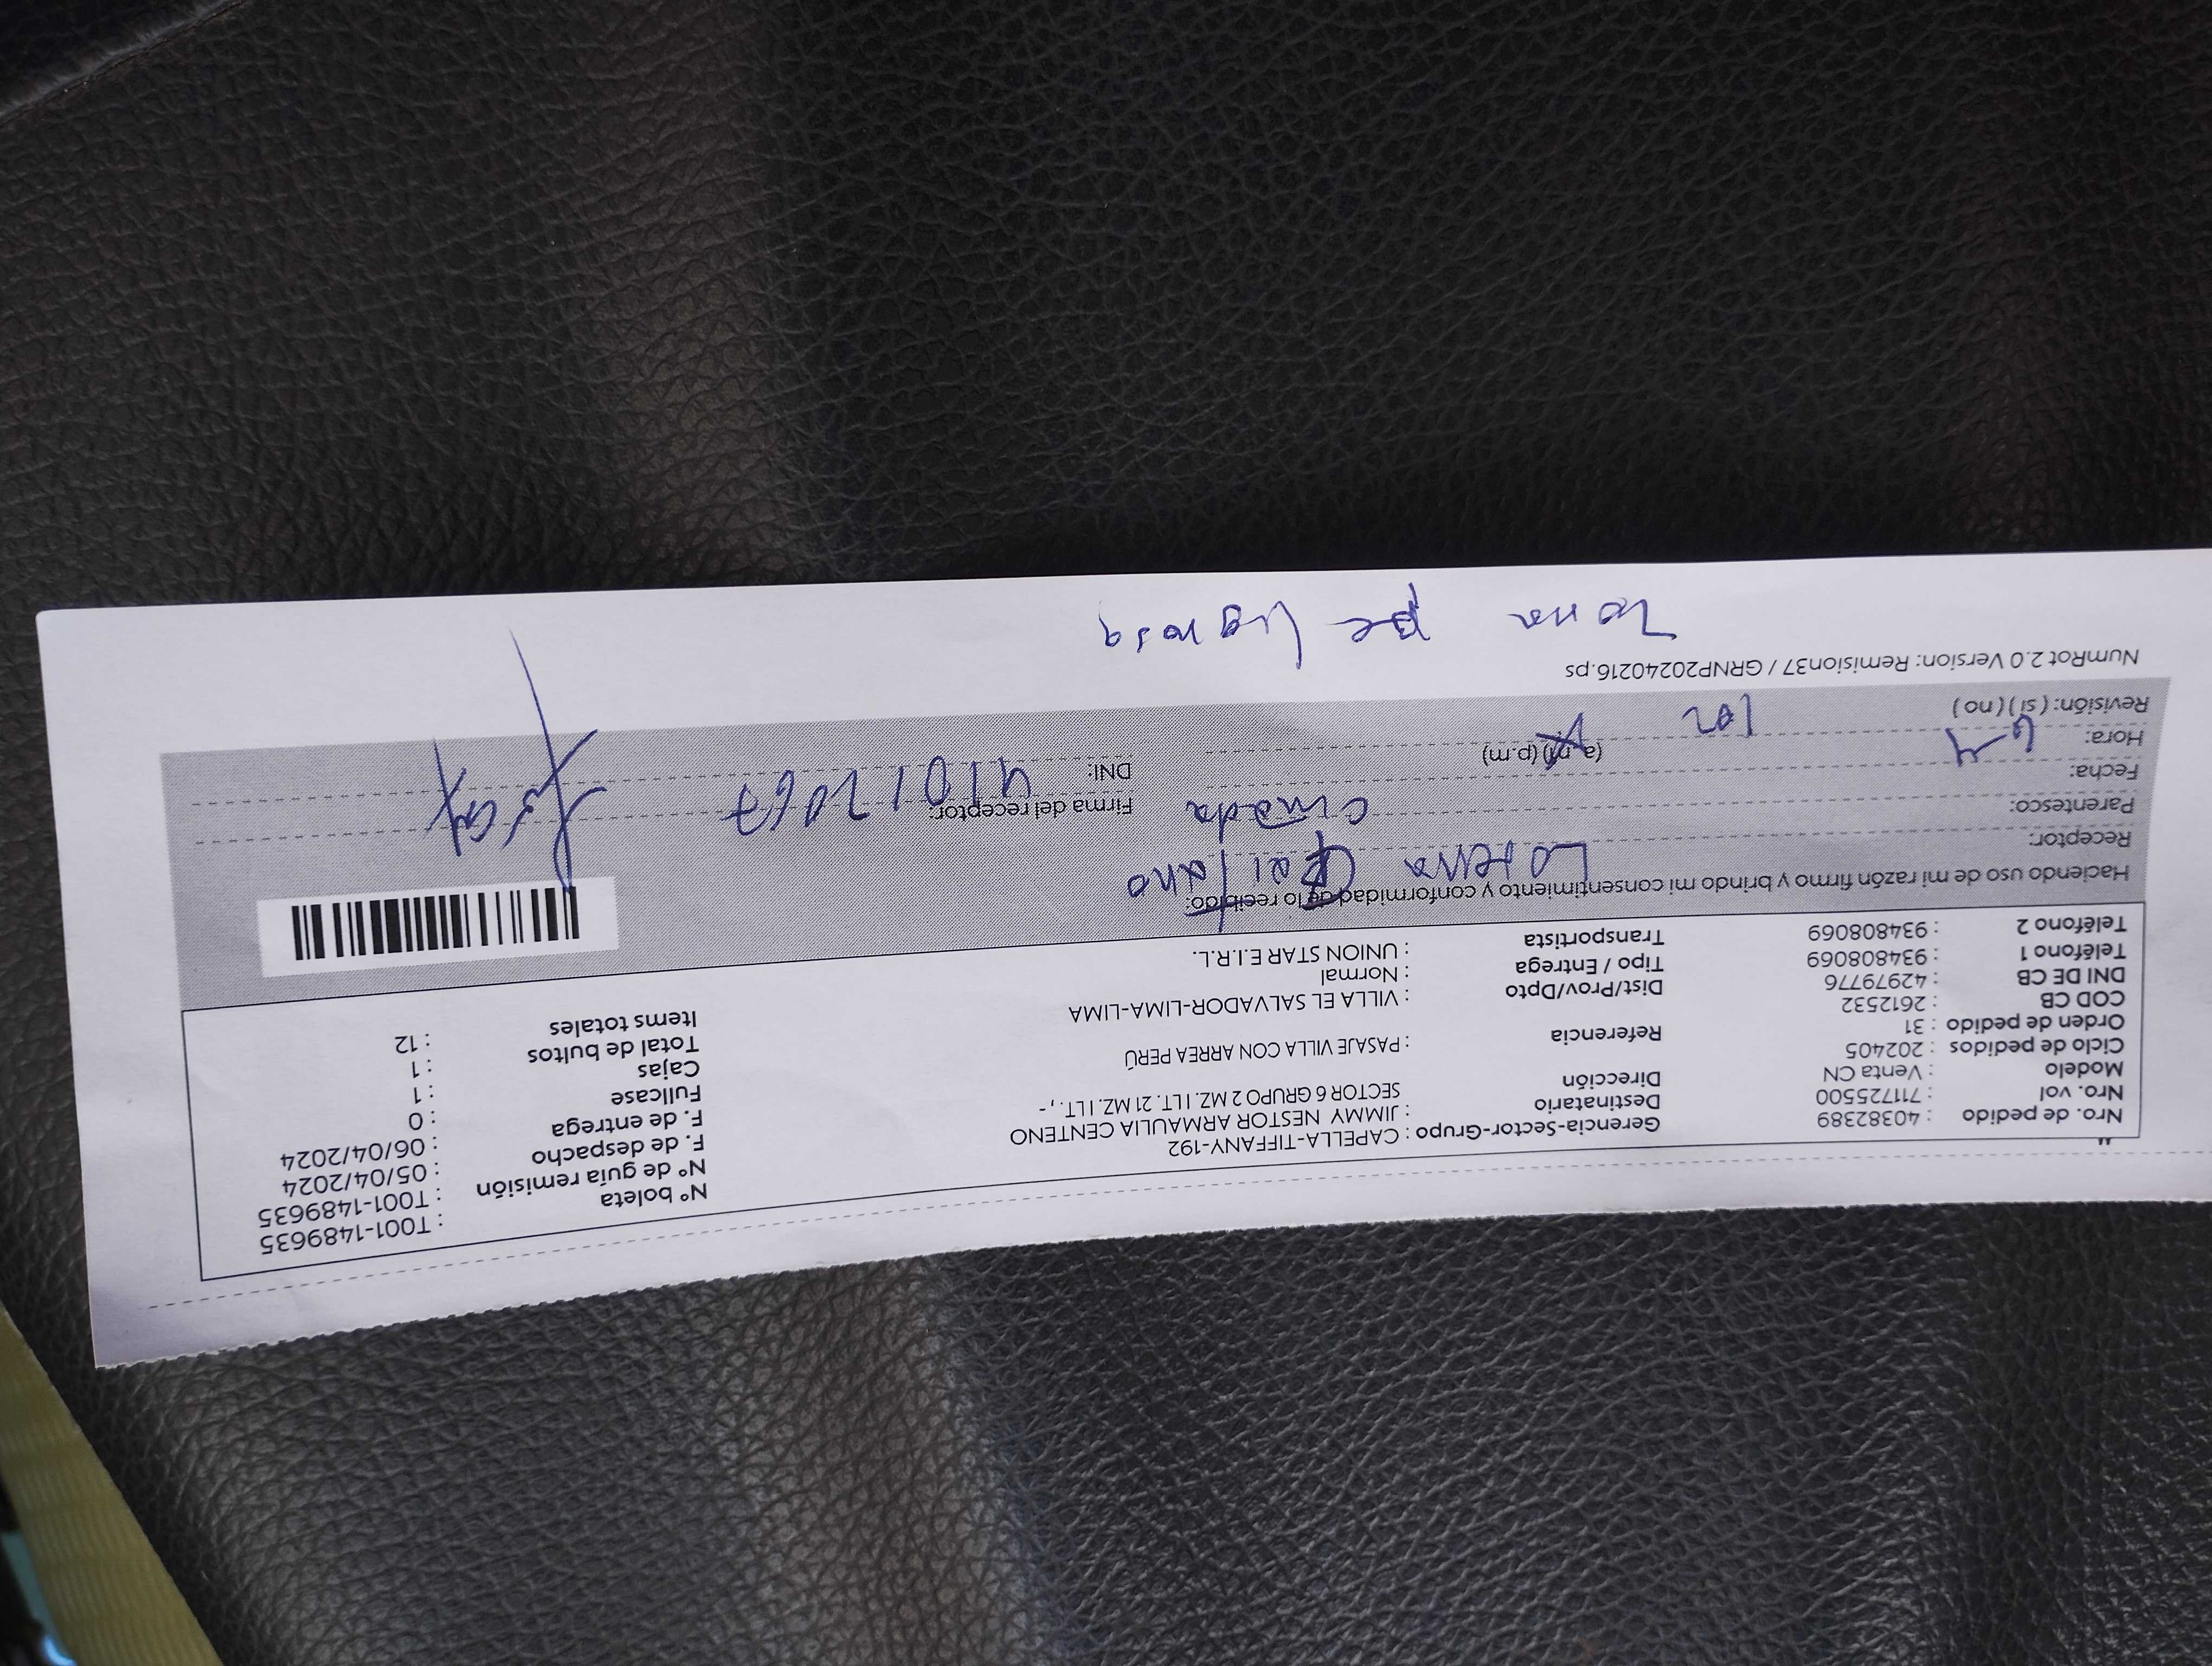 Nro. de pedido : 40382389
Nro. vol : 711725500
Modelo : Venta CN
Ciclo de pedidos : 202405
Orden de pedido : 31
COD CB : 2612532
DNI DE CB : 42979776
Teléfono 1 : 934808069
Teléfono 2 : 934808069
Gerencia-Sector-Grupo : CAPELLA-TIFFANY-192
Destinatario : JIMMY NESTOR ARMAULIA CENTENO
Dirección SECTOR 6 GRUPO 2 MZ. I LT. 21 MZ. I LT. , -
Referencia : PASAJE VILLA CON ARREA PERÚ
Dist/Prov/Dpto : VILLA EL SALVADOR-LIMA-LIMA
Tipo / Entrega : Normal
Transportista : UNION STAR E.I.R.L.
N° boleta : T001-1489635
N° de guía remisión : T001-1489635
F. de despacho : 05/04/2024
F. de entrega : 06/04/2024
Fullcase : 0
Cajas : 1
Total de bultos : 1
Items totales : 12
Haciendo uso de mi razón firmo y brindo mi consentimiento y conformidad de lo recibido:
Receptor: Lorena
Parentesco: cuñada
Fecha: 6-4
Hora: (a.m) (p.m)
Revisión: ( si ) ( no )
Firma del receptor:
DNI: 41012067
NumRot 2.0 Version: Remision37 / GRNP20240216.ps
Zona Peligrosa